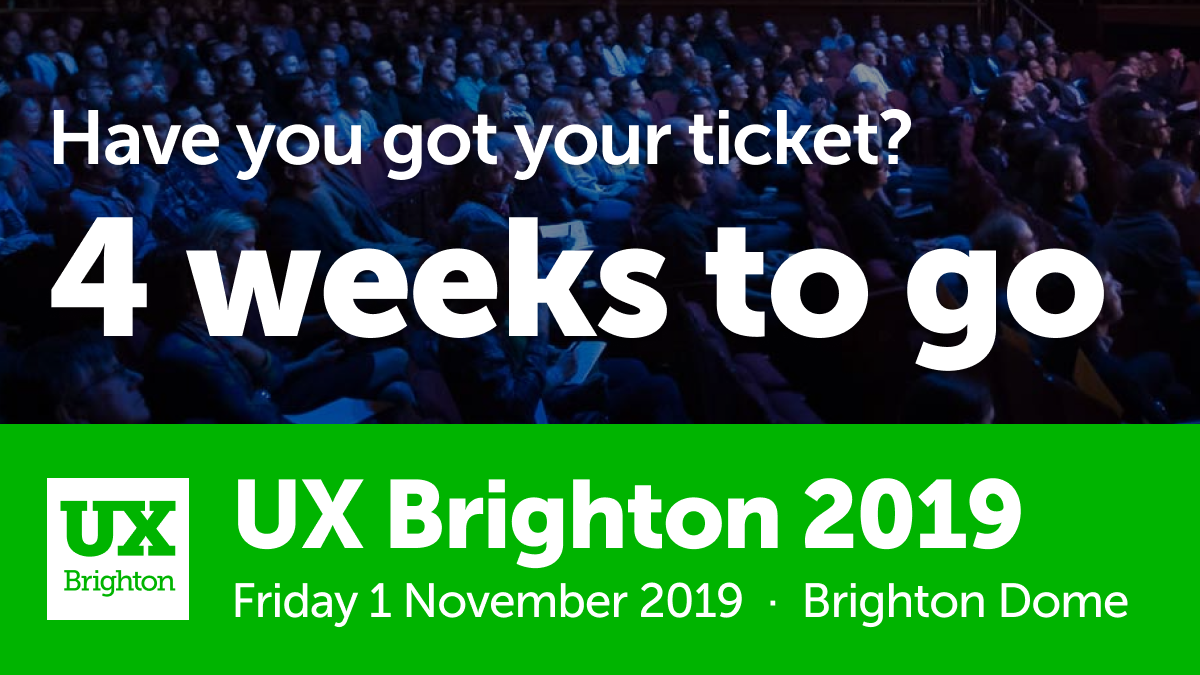 Have you got your ticket?
4 weeks to go
UX
Brighton
UX Brighton 2019
Friday 1 November 2019 · Brighton Dome